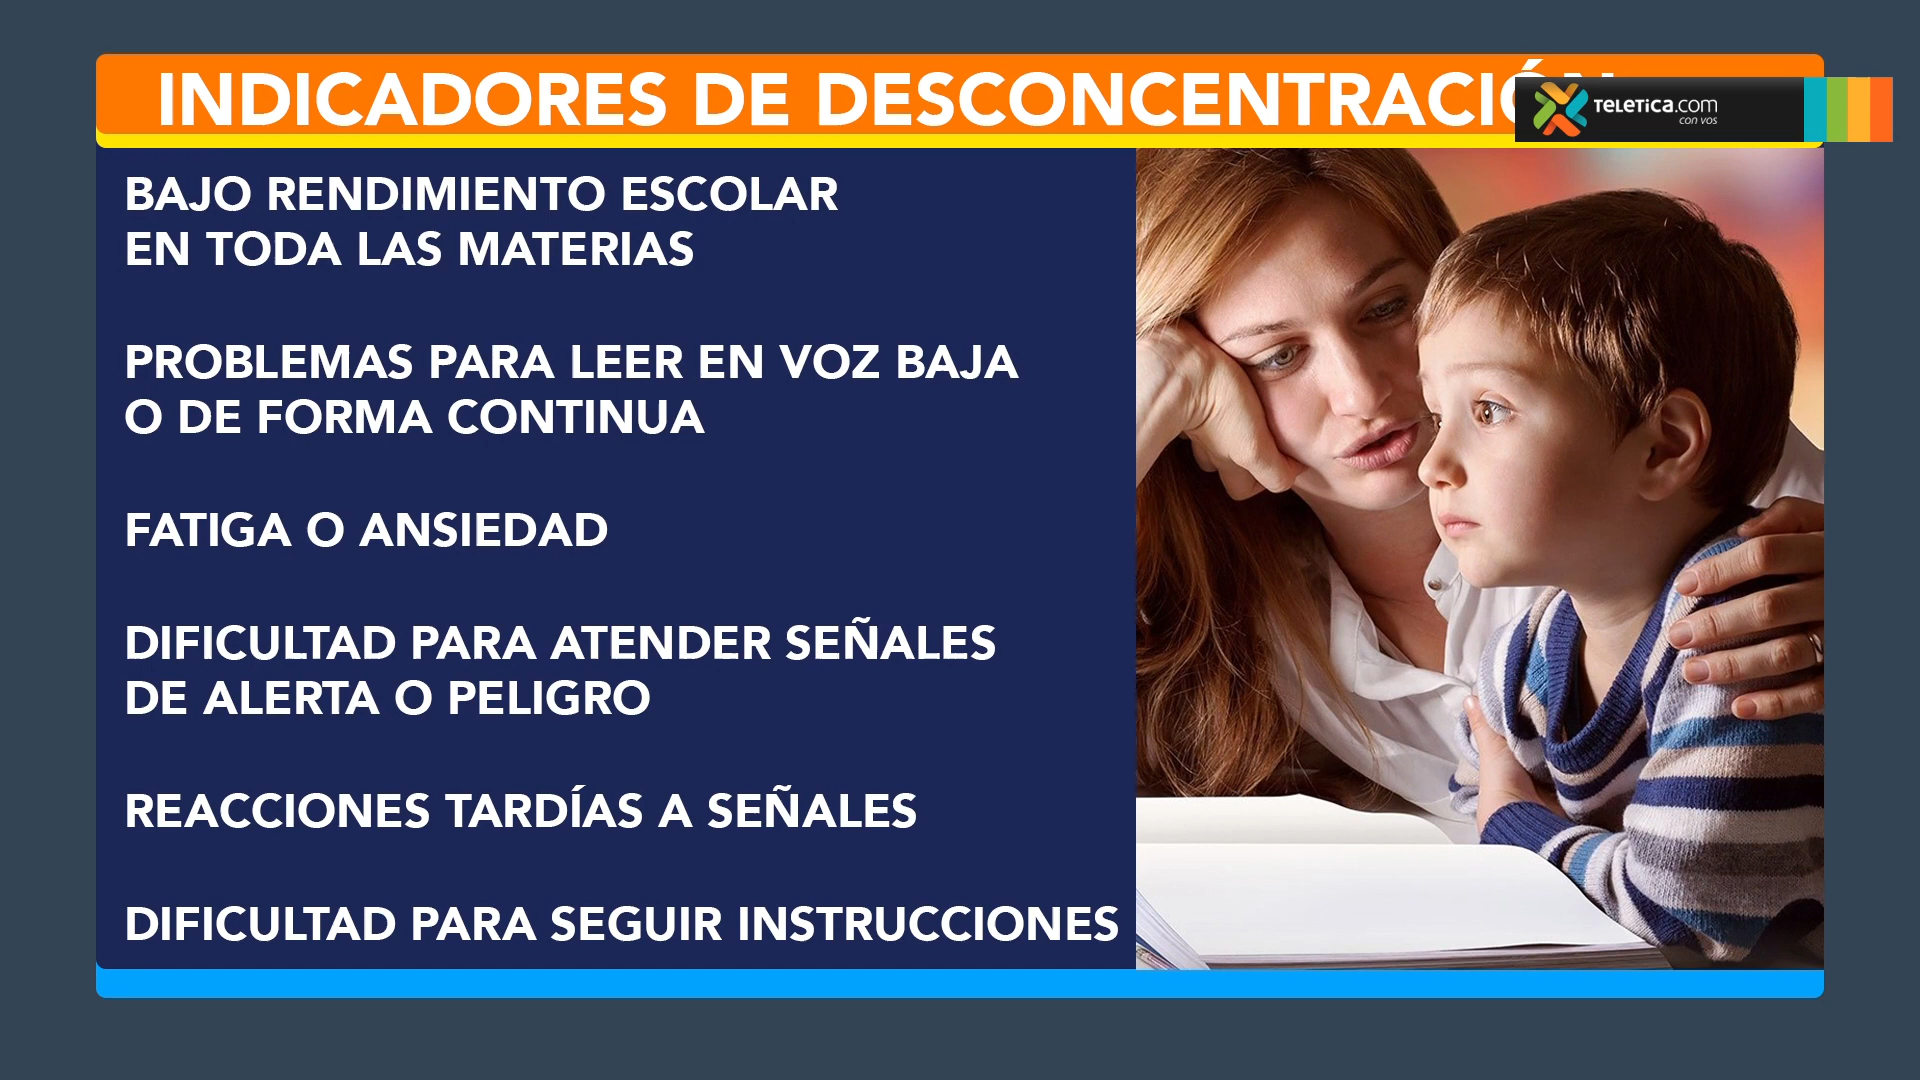 INDICADORES DE DESCONCENTRACIÓN
TELETICA.com
con vos
BAJO RENDIMIENTO ESCOLAR
EN TODA LAS MATERIAS
PROBLEMAS PARA LEER EN VOZ BAJA
O DE FORMA CONTINUA
FATIGA O ANSIEDAD
DIFICULTAD PARA ATENDER SEÑALES
DE ALERTA O PELIGRO
REACCIONES TARDÍAS A SEÑALES
DIFICULTAD PARA SEGUIR INSTRUCCIONES